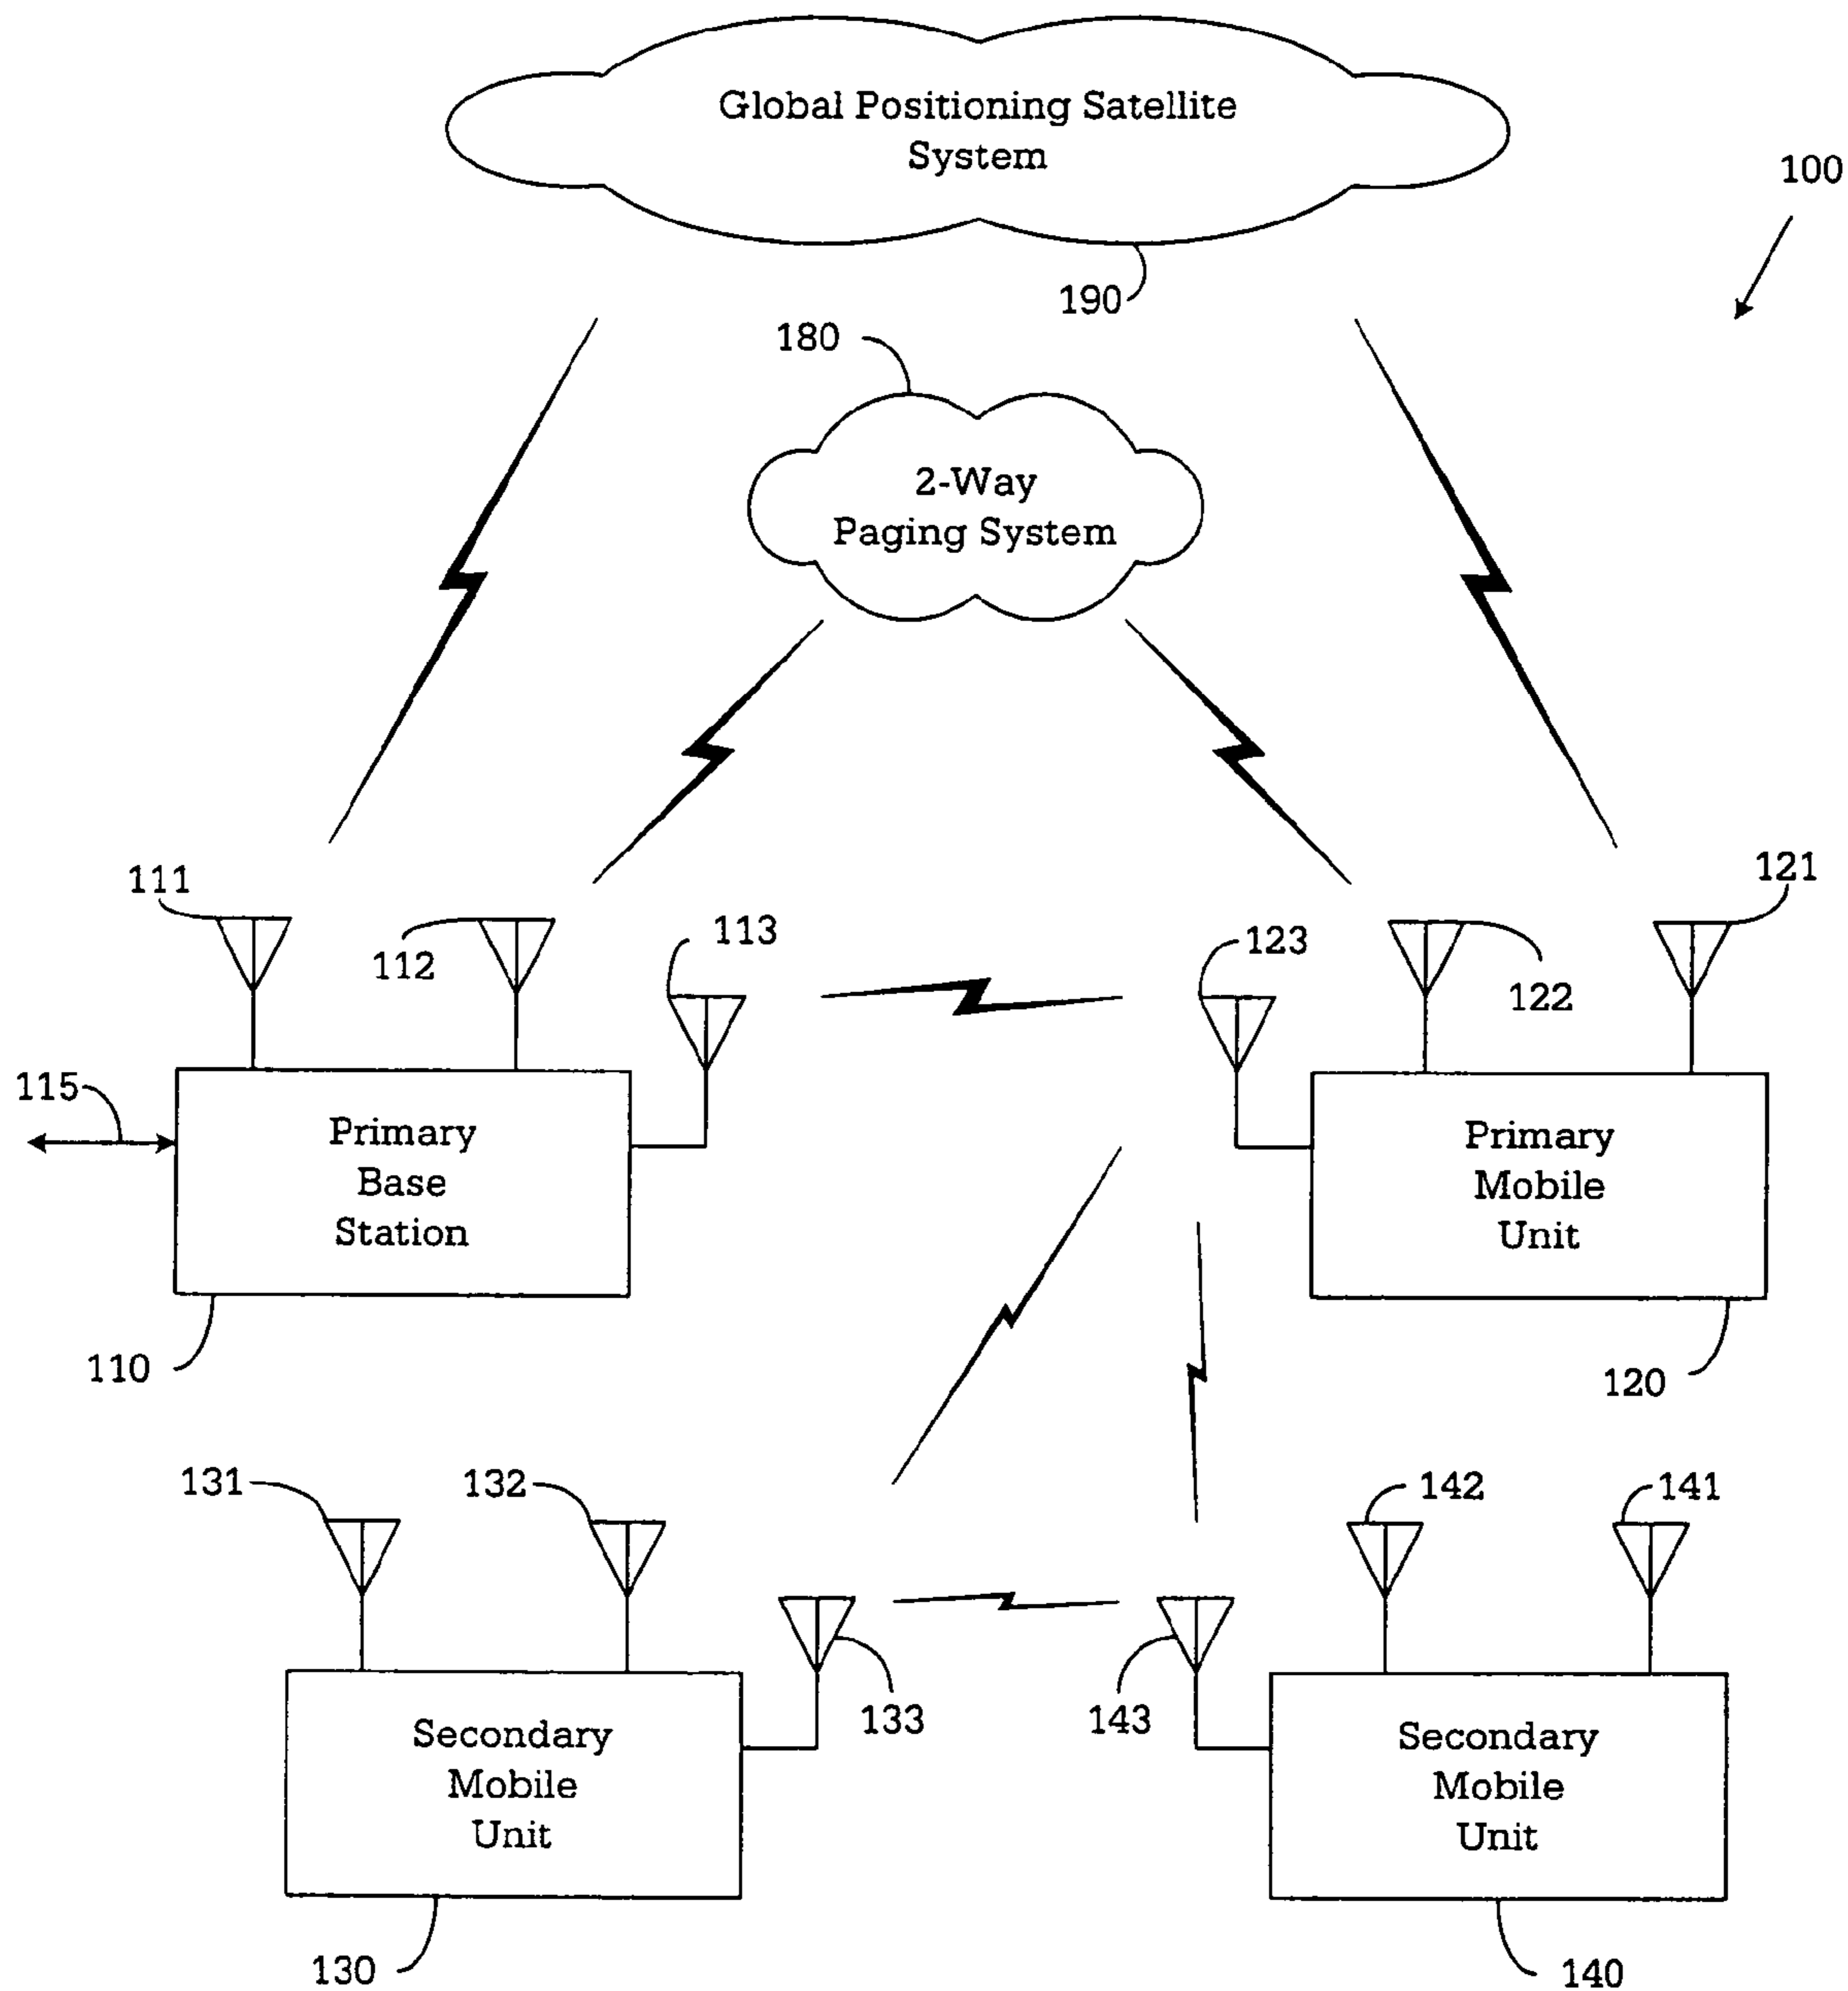 Global Positioning Satellite
System
100
190
180
2-Way
Paging System
111
112
113
123
122
121
115
Primary
Base
Station
Primary
Mobile
Unit
110
120
131
132
142
141
133
143
Secondary
Mobile
Unit
Secondary
Mobile
Unit
130
140